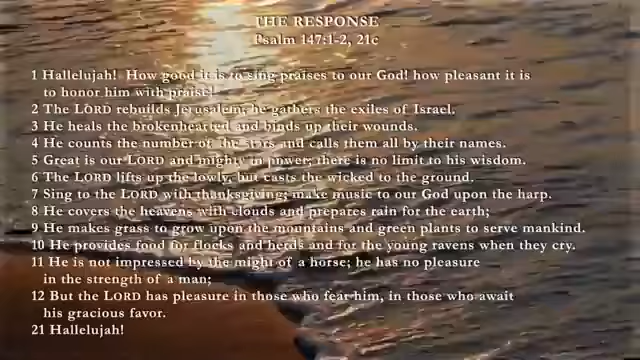 THE RESPONSE
Psalm 147:1-2, 21c
1 Hallelujah! How good it is to sing praises to our God! how pleasant it is
to honor him with praise!
2 The LORD rebuilds Jerusalem; he gathers the exiles of Israel.
3 He heals the brokenhearted and binds up their wounds.
4 He counts the number of the stars and calls them all by their names.
5 Great is our LORD and mighty in power; there is no limit to his wisdom.
6 The LORD lifts up the lowly, but casts the wicked to the ground.
7 Sing to the LORD with thanksgiving; make music to our God upon the harp.
8 He covers the heavens with clouds and prepares rain for the earth;
9 He makes grass to grow upon the mountains and green plants to serve mankind.
10 He provides food for flocks and herds and for the young ravens when they cry.
11 He is not impressed by the might of a horse; he has no pleasure
in the strength of a man;
12 But the LORD has pleasure in those who fear him, in those who await
his gracious favor.
21 Hallelujah!